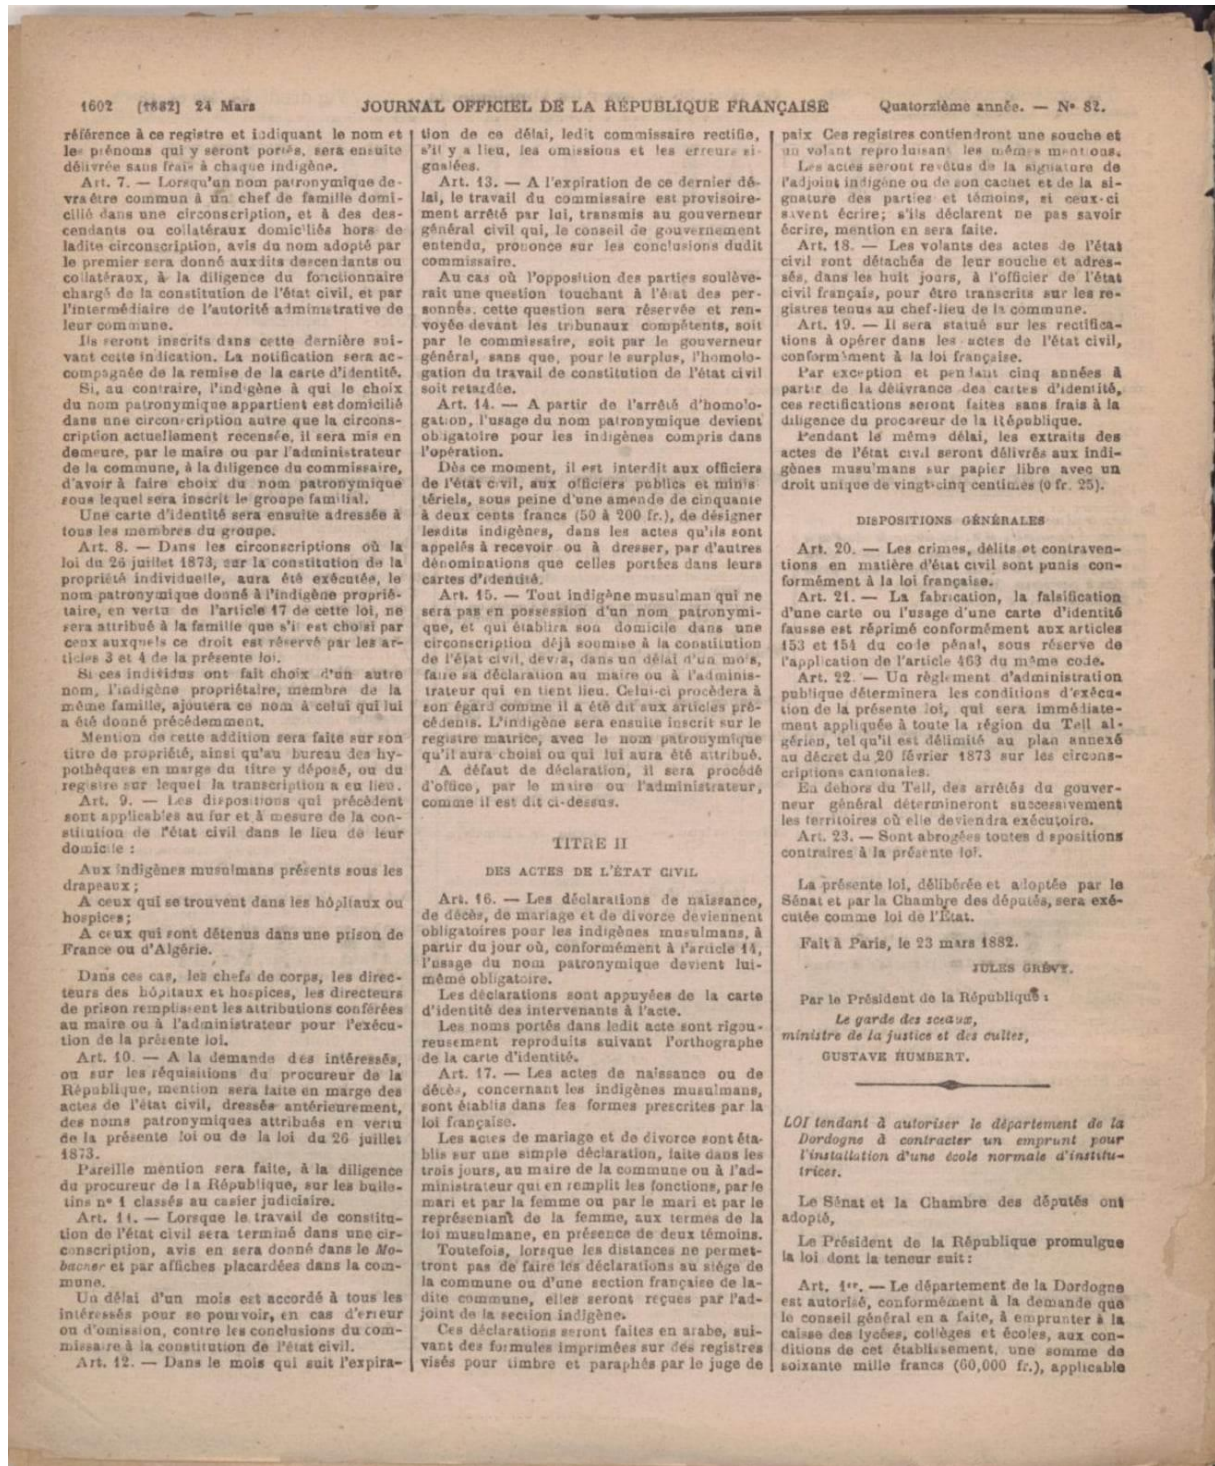 1602 (1882) 24 Mars JOURNAL OFFICIEL DE LA RÉPUBLIQUE FRANÇAISE Quatorzième année. — N° 82.
référence à ce registre et indiquant le nom et
les prénoms qui y seront portés, sera ensuite
délivrée sans frais à chaque indigène.
Art. 7. — Lorsqu'un nom patronymique de-
vra être commun à un chef de famille domi-
cilié dans une circonscription, et à des des-
cendants ou collatéraux domiciliés hors de
ladite circonscription, avis du nom adopté par
le premier sera donné auxdits descendants ou
collatéraux, à la diligence du fonctionnaire
chargé de la constitution de l'état civil, et par
l'intermédiaire de l'autorité administrative de
leur commune.
Ils seront inscrits dans cette dernière sui-
vant cette indication. La notification sera ac-
compagnée de la remise de la carte d'identité.
Si, au contraire, l'indigène à qui le choix
du nom patronymique appartient est domicilié
dans une circonscription autre que la circons-
cription actuellement recensée, il sera mis en
demeure, par le maire ou par l'administrateur
de la commune, à la diligence du commissaire,
d'avoir à faire choix du nom patronymique
sous lequel sera inscrit le groupe familial.
Une carte d'identité sera ensuite adressée à
tous les membres du groupe.
Art. 8. — Dans les circonscriptions où la
loi du 26 juillet 1873, sur la constitution de la
propriété individuelle, aura été exécutée, le
nom patronymique donné à l'indigène proprié-
taire, en vertu de l'article 17 de cette loi, ne
sera attribué à la famille que s'il est choisi par
ceux auxquels ce droit est réservé par les ar-
ticles 3 et 4 de la présente loi.
Si ces individus ont fait choix d'un autre
nom, l'indigène propriétaire, membre de la
même famille, ajoutera ce nom à celui qui lui
a été donné précédemment.
Mention de cette addition sera faite sur son
titre de propriété, ainsi qu'au bureau des hy-
pothèques en marge du titre y déposé, ou du
registre sur lequel la transcription a eu lieu.
Art. 9. — Les dispositions qui précèdent
sont applicables au fur et à mesure de la con-
stitution de l'état civil dans le lieu de leur
domicile :
Aux indigènes musulmans présents sous les
drapeaux ;
A ceux qui se trouvent dans les hôpitaux ou
hospices ;
A ceux qui sont détenus dans une prison de
France ou d'Algérie.
Dans ces cas, les chefs de corps, les direc-
teurs des hôpitaux et hospices, les directeurs
de prison remplissent les attributions conférées
au maire ou à l'administrateur pour l'exécu-
tion de la présente loi.
Art. 10. — A la demande des intéressés,
ou sur les réquisitions du procureur de la
République, mention sera faite en marge des
actes de l'état civil, dressés antérieurement,
des noms patronymiques attribués en vertu
de la présente loi ou de la loi du 26 juillet
1873.
Pareille mention sera faite, à la diligence
du procureur de la République, sur les bulle-
tins n° 1 classés au casier judiciaire.
Art. 11. — Lorsque le travail de constitu-
tion de l'état civil sera terminé dans une cir-
conscription, avis en sera donné dans le Mo-
bacher et par affiches placardées dans la com-
mune.
Un délai d'un mois est accordé à tous les
intéressés pour se pourvoir, en cas d'erreur
ou d'omission, contre les conclusions du com-
missaire à la constitution de l'état civil.
Art. 12. — Dans le mois qui suit l'expira-
tion de ce délai, ledit commissaire rectifie,
s'il y a lieu, les omissions et les erreurs si-
gnalées.
Art. 13. — A l'expiration de ce dernier dé-
lai, le travail du commissaire est provisoire-
ment arrêté par lui, transmis au gouverneur
général civil qui, le conseil de gouvernement
entendu, prononce sur les conclusions dudit
commissaire.
Au cas où l'opposition des parties soulève-
rait une question touchant à l'état des per-
sonnes, cette question sera réservée et ren-
voyée devant les tribunaux compétents, soit
par le commissaire, soit par le gouverneur
général, sans que, pour le surplus, l'homolo-
gation du travail de constitution de l'état civil
soit retardée.
Art. 14. — A partir de l'arrêté d'homolo-
gation, l'usage du nom patronymique devient
obligatoire pour les indigènes compris dans
l'opération.
Dès ce moment, il est interdit aux officiers
de l'état civil, aux officiers publics et minis-
tériels, sous peine d'une amende de cinquante
à deux cents francs (50 à 200 fr.), de désigner
lesdits indigènes, dans les actes qu'ils sont
appelés à recevoir ou à dresser, par d'autres
dénominations que celles portées dans leurs
cartes d'identité.
Art. 15. — Tout indigène musulman qui ne
sera pas en possession d'un nom patronymi-
que, et qui établira son domicile dans une
circonscription déjà soumise à la constitution
de l'état civil, devra, dans un délai d'un mois,
faire sa déclaration au maire ou à l'adminis-
trateur qui en tient lieu. Celui-ci procèdera à
son égard comme il a été dit aux articles pré-
cédents. L'indigène sera ensuite inscrit sur le
registre matrice, avec le nom patronymique
qu'il aura choisi ou qui lui aura été attribué.
A défaut de déclaration, il sera procédé
d'office, par le maire ou l'administrateur,
comme il est dit ci-dessus.
TITRE II
DES ACTES DE L'ÉTAT CIVIL
Art. 16. — Les déclarations de naissance,
de décès, de mariage et de divorce deviennent
obligatoires pour les indigènes musulmans, à
partir du jour où, conformément à l'article 14,
l'usage du nom patronymique devient lui-
même obligatoire.
Les déclarations sont appuyées de la carte
d'identité des intervenants à l'acte.
Les noms portés dans ledit acte sont rigou-
reusement reproduits suivant l'orthographe
de la carte d'identité.
Art. 17. — Les actes de naissance ou de
décès, concernant les indigènes musulmans,
sont établis dans les formes prescrites par la
loi française.
Les actes de mariage et de divorce sont éta-
blis sur une simple déclaration, faite dans les
trois jours, au maire de la commune ou à l'ad-
ministrateur qui en remplit les fonctions, par le
mari et par la femme ou par le mari et par le
représentant de la femme, aux termes de la
loi musulmane, en présence de deux témoins.
Toutefois, lorsque les distances ne permet-
tront pas de faire les déclarations au siége de
la commune ou d'une section française de la-
dite commune, elles seront reçues par l'ad-
joint de la section indigène.
Ces déclarations seront faites en arabe, sui-
vant des formules imprimées sur des registres
visés pour timbre et paraphés par le juge de
paix Ces registres contiendront une souche et
un volant reproduisant les mêmes mentions.
Les actes seront revêtus de la signature de
l'adjoint indigène ou de son cachet et de la si-
gnature des parties et témoins, si ceux-ci
savent écrire; s'ils déclarent ne pas savoir
écrire, mention en sera faite.
Art. 18. — Les volants des actes de l'état
civil sont détachés de leur souche et adres-
sés, dans les huit jours, à l'officier de l'état
civil français, pour être transcrits sur les re-
gistres tenus au chef-lieu de la commune.
Art. 19. — Il sera statué sur les rectifica-
tions à opérer dans les actes de l'état civil,
conformément à la loi française.
Par exception et pendant cinq années à
partir de la délivrance des cartes d'identité,
ces rectifications seront faites sans frais à la
diligence du procureur de la République.
Pendant le même délai, les extraits des
actes de l'état civil seront délivrés aux indi-
gènes musulmans sur papier libre avec un
droit unique de vingt-cinq centimes (0 fr. 25).
DISPOSITIONS GÉNÉRALES
Art. 20. — Les crimes, délits et contraven-
tions en matière d'état civil sont punis con-
formément à la loi française.
Art. 21. — La fabrication, la falsification
d'une carte ou l'usage d'une carte d'identité
fausse est réprimé conformément aux articles
153 et 154 du code pénal, sous réserve de
l'application de l'article 463 du même code.
Art. 22. — Un règlement d'administration
publique déterminera les conditions d'exécu-
tion de la présente loi, qui sera immédiate-
ment appliquée à toute la région du Tell al-
gérien, tel qu'il est délimité au plan annexé
au décret du 20 février 1873 sur les circons-
criptions cantonales.
En dehors du Tell, des arrêtés du gouver-
neur général détermineront successivement
les territoires où elle deviendra exécutoire.
Art. 23. — Sont abrogées toutes dispositions
contraires à la présente loi.
La présente loi, délibérée et adoptée par le
Sénat et par la Chambre des députés, sera exé-
cutée comme loi de l'État.
Fait à Paris, le 23 mars 1882.
JULES GRÉVY.
Par le Président de la République :
Le garde des sceaux,
ministre de la justice et des cultes,
GUSTAVE HUMBERT.
LOI tendant à autoriser le département de la
Dordogne à contracter un emprunt pour
l'installation d'une école normale d'institu-
trices.
Le Sénat et la Chambre des députés ont
adopté,
Le Président de la République promulgue
la loi dont la teneur suit :
Art. 1er. — Le département de la Dordogne
est autorisé, conformément à la demande que
le conseil général en a faite, à emprunter à la
caisse des lycées, collèges et écoles, aux con-
ditions de cet établissement, une somme de
soixante mille francs (60,000 fr.), applicable